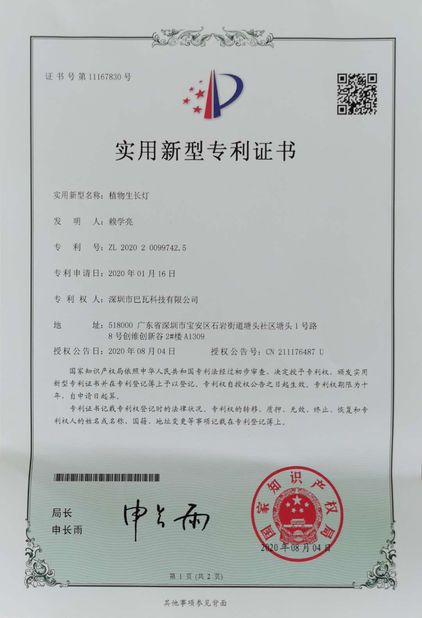 证书号第11167830号
实用新型专利证书
实用新型名称：植物生长灯
发明人：赖学亮
专利号：ZL 2020 2 0099742.5
专利申请日：2020年01月16日
专利权人：深圳市巴瓦科技有限公司
地址：518000 广东省深圳市宝安区石岩街道塘头社区塘头1号路
8号创维创新谷2#楼A1309
授权公告日：2020年08月04日 授权公告号：CN 211176487 U
国家知识产权局依照中华人民共和国专利法经过初步审查，决定授予专利权，颁发实用
新型专利证书并在专利登记簿上予以登记。专利权自授权公告之日起生效。专利权期限为十
年，自申请日起算。
专利证书记载专利权登记时的法律状况。专利权的转移、质押、无效、终止、恢复和专
利权人的姓名或名称、国籍、地址变更等事项记载在专利登记簿上。
局长
申长雨
申长雨
国家知识产权局
2020年08月04日
第1页(共2页)
其他事项参见背面